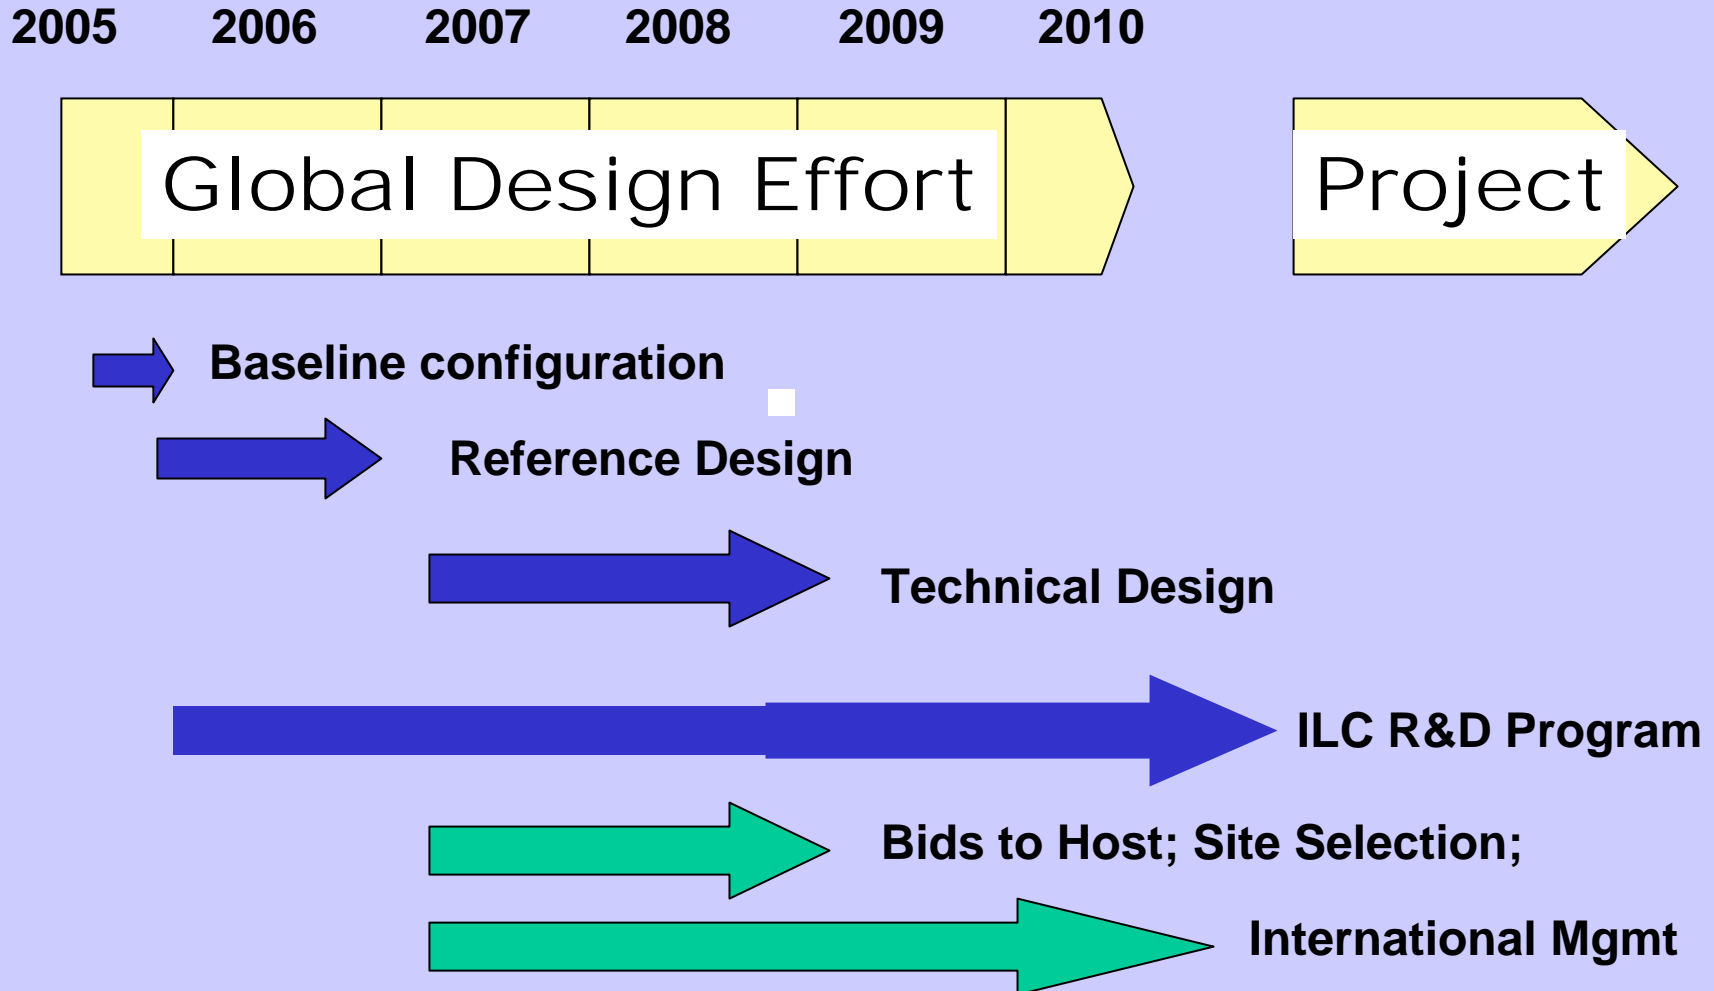 2005 2006 2007 2008 2009 2010
Global Design Effort
Project
Baseline configuration
Reference Design
Technical Design
ILC R&D Program
Bids to Host; Site Selection;
International Mgmt